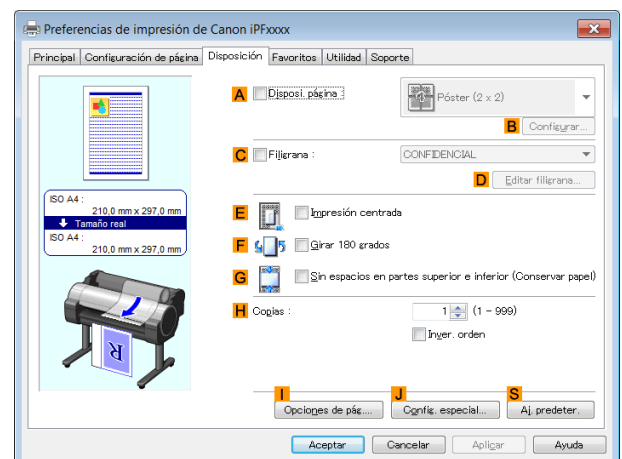 Preferencias de impresión de Canon iPFxxxx
Principal Configuración de página Disposición Favoritos Utilidad Soporte
A Disposi. página : Póster (2 x 2)
B Configurar...
C Filigrana : CONFIDENCIAL
D Editar filigrana...
ISO A4 :
210,0 mm x 297,0 mm
Tamaño real
ISO A4 :
210,0 mm x 297,0 mm
E Impresión centrada
F Girar 180 grados
G Sin espacios en partes superior e inferior (Conservar papel)
H Copias : 1 (1 - 999)
Inver. orden
R
I J S
Opciones de pág.... Config. especial... Aj. predeter.
Aceptar Cancelar Aplicar Ayuda